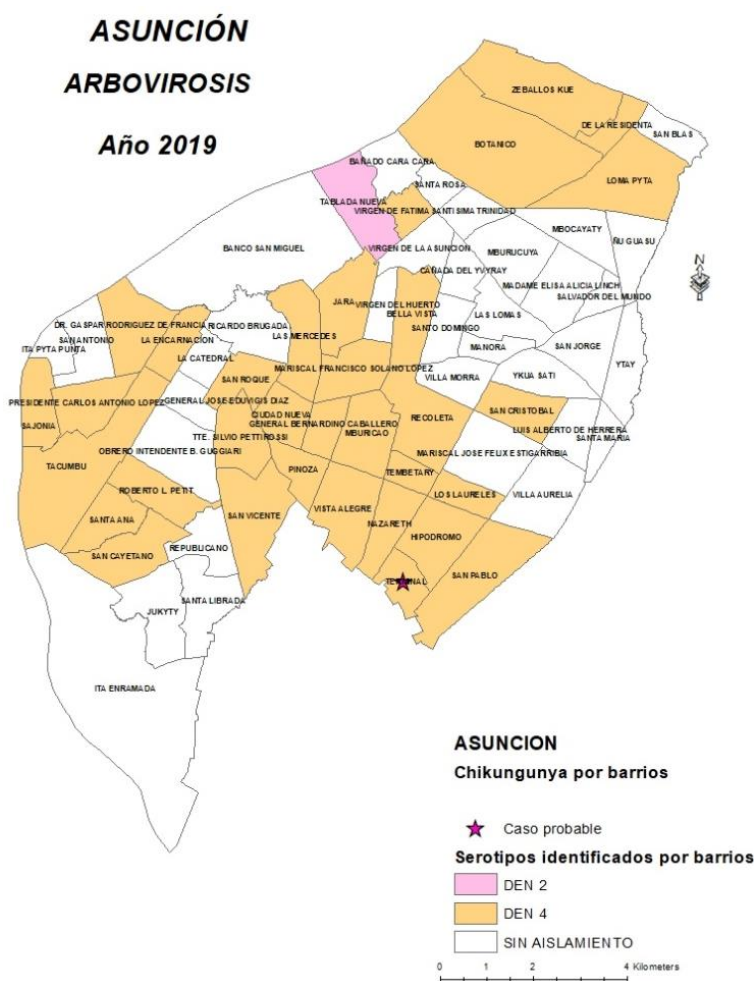 ASUNCIÓN
ARBOVIROSIS
Año 2019
ZEBALLOS KUE
DE LA RESIDENTA
SAN BLAS
BOTANICO
BAÑADO CARA CARA
SANTA ROSA
LOMA PYTA
TABLADA NUEVA
VIRGEN DE FATIMA
SANTISIMA TRINIDAD
MBOCAYATY
ÑU GUASU
BANCO SAN MIGUEL
VIRGEN DE LA ASUNCION
MBURUCUYA
N
CAÑADA DEL YVYRAY
MADAME ELISA ALICIA LINCH
SALVADOR DEL MUNDO
JARA
VIRGEN DEL HUERTO
BELLA VISTA
LAS LOMAS
DR. GASPAR RODRIGUEZ DE FRANCIA
RICARDO BRUGADA
LAS MERCEDES
SANTO DOMINGO
SAN ANTONIO
LA ENCARNACION
ITA PYTA PUNTA
LA CATEDRAL
MANORA
SAN JORGE
MARISCAL FRANCISCO SOLANO LOPEZ
YTAY
SAN ROQUE
VILLA MORRA
YKUA SATI
PRESIDENTE CARLOS ANTONIO LOPEZ
GENERAL JOSE EDUVIGIS DIAZ
CIUDAD NUEVA
SAN CRISTOBAL
SAJONIA
GENERAL BERNARDINO CABALLERO
RECOLETA
LUIS ALBERTO DE HERRERA
TTE. SILVIO PETTIROSSI
MBURICAO
SANTA MARIA
OBRERO INTENDENTE B. GUGGIARI
MARISCAL JOSE FELIX ESTIGARRIBIA
TACUMBU
PINOZA
TEMBETARY
ROBERTO L. PETIT
LOS LAURELES
VILLA AURELIA
SANTA ANA
SAN VICENTE
VISTA ALEGRE
NAZARETH
HIPODROMO
SAN CAYETANO
REPUBLICANO
SAN PABLO
JUKYTY
SANTA LIBRADA
ITA ENRAMADA
ASUNCION
Chikungunya por barrios
Caso probable
Serotipos identificados por barrios
DEN 2
DEN 4
SIN AISLAMIENTO
0 1 2 4 Kilometers